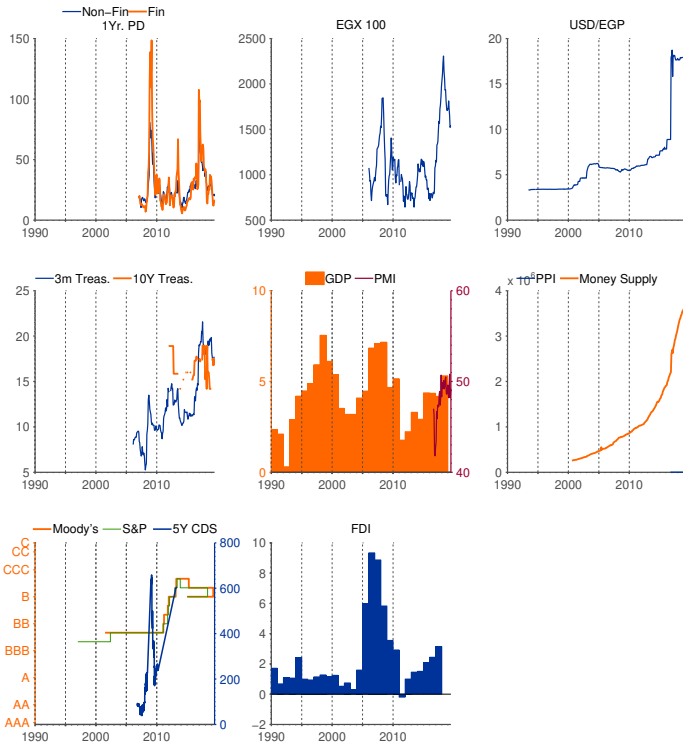 Non-Fin Fin
1Yr. PD
150
100
50
0
1990 2000 2010
EGX 100
2500
2000
1500
1000
500
1990 2000 2010
USD/EGP
20
15
10
5
0
1990 2000 2010
3m Treas. 10Y Treas.
25
20
15
10
5
1990 2000 2010
GDP PMI
10 60
5 50
0 40
1990 2000 2010
× 10^6 PPI Money Supply
4
3
2
1
0
1990 2000 2010
Moody's S&P 5Y CDS
C 800
CC
CCC
B 600
BB 400
BBB
A 200
AA
AAA 0
1990 2000 2010
FDI
10
8
6
4
2
0
−2
1990 2000 2010